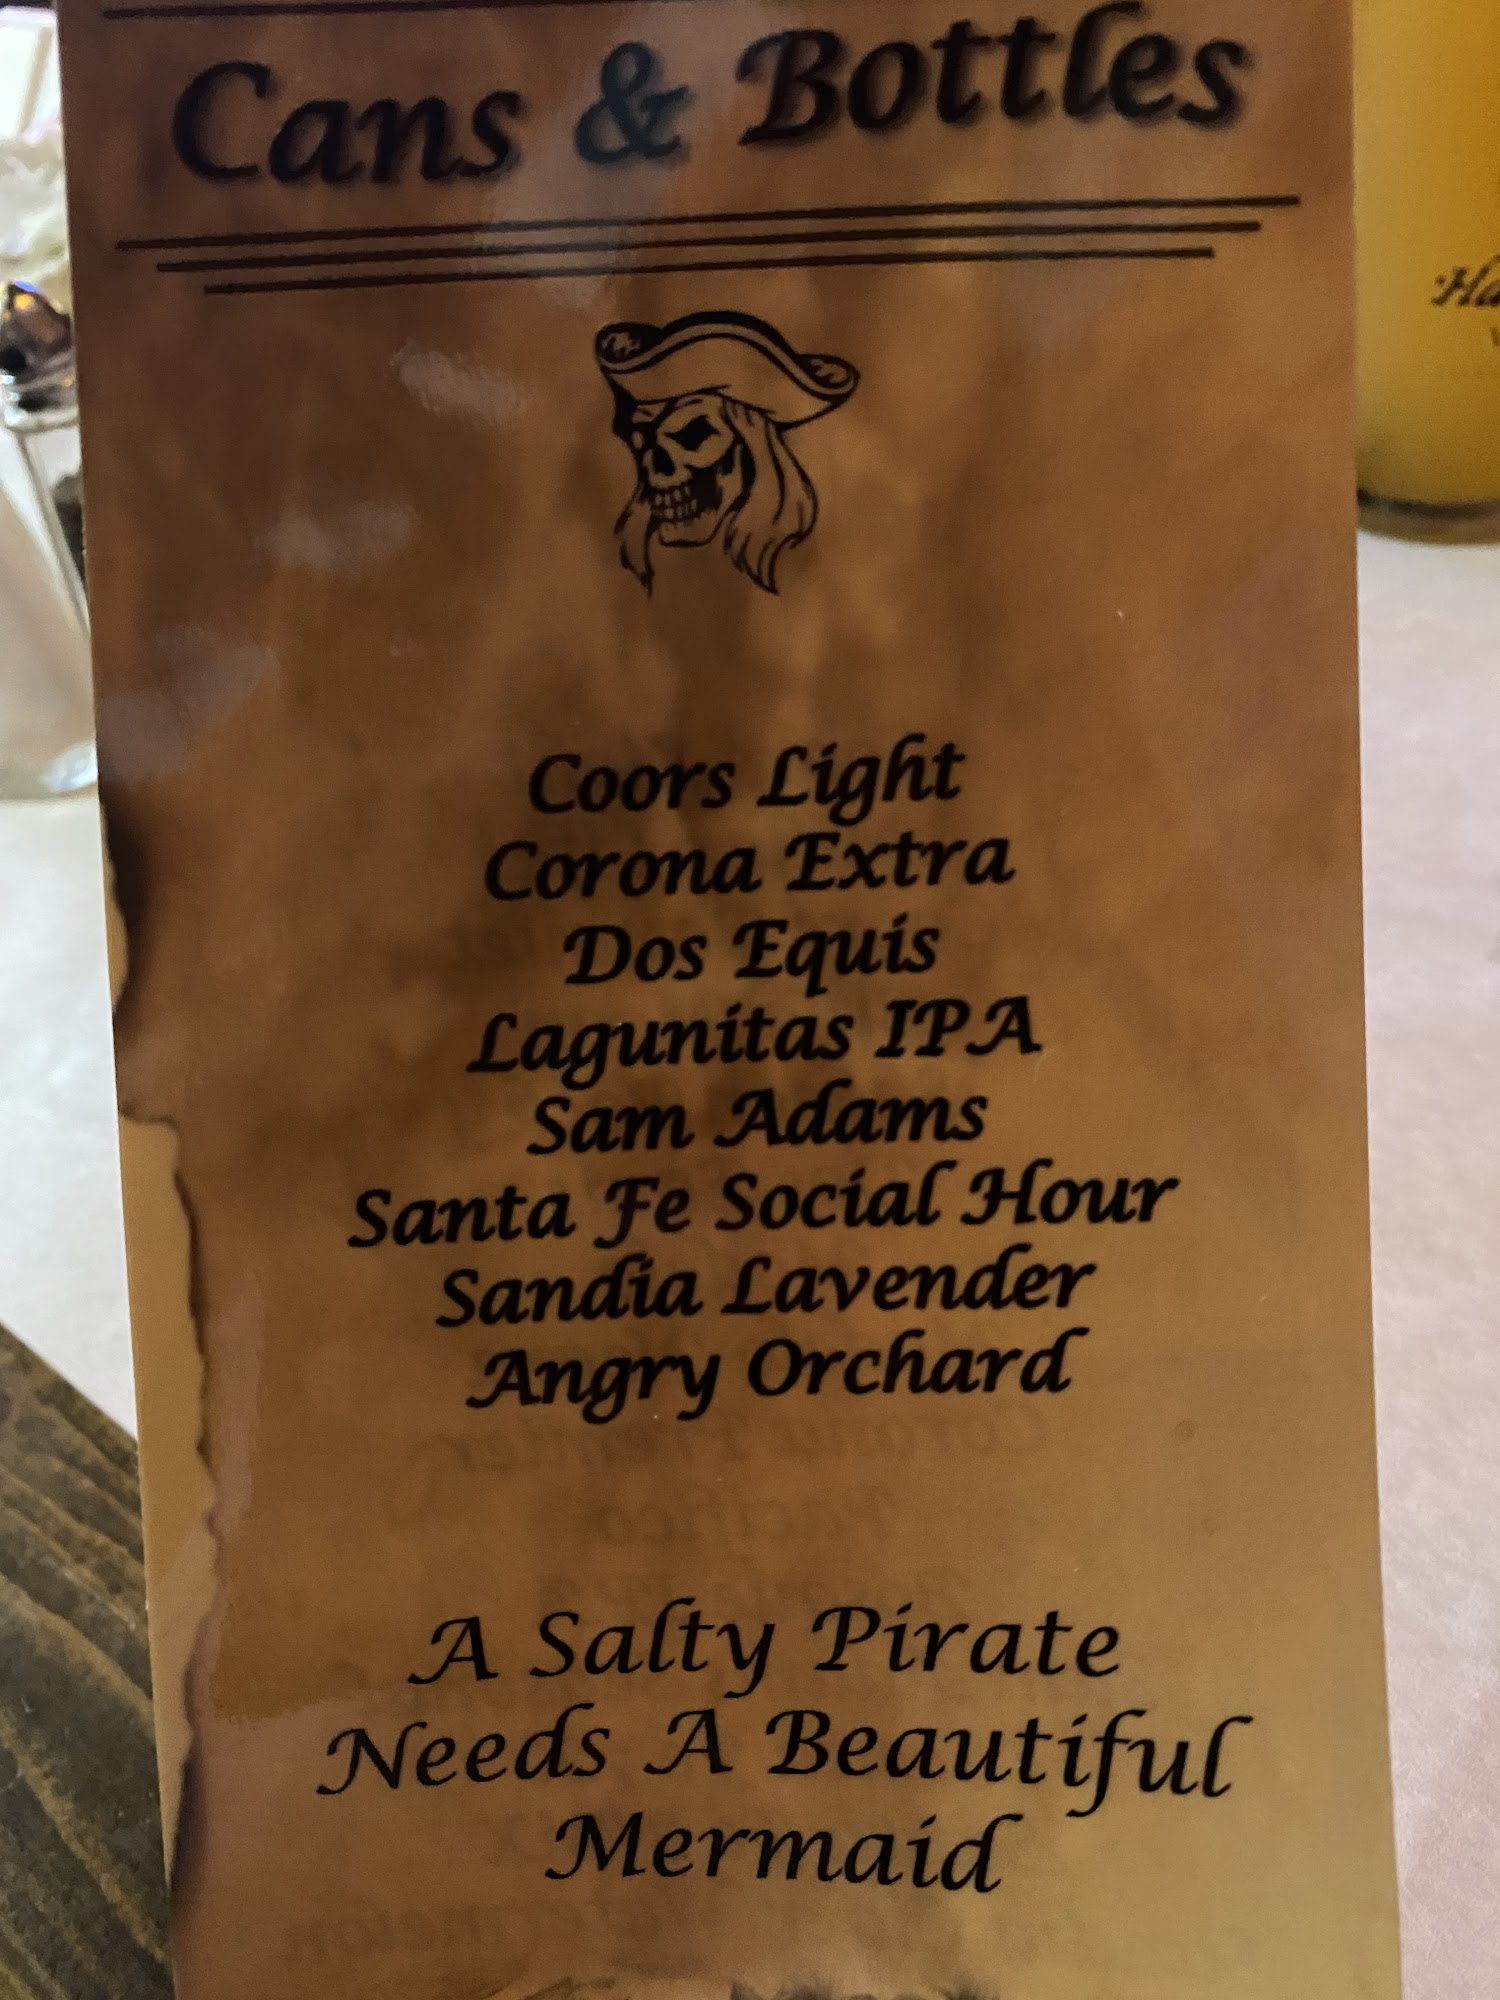 Cans & Bottles
Coors Light
Corona Extra
Dos Equis
Lagunitas IPA
Sam Adams
Santa Fe Social Hour
Sandia Lavender
Angry Orchard
A Salty Pirate
Needs A Beautiful
Mermaid